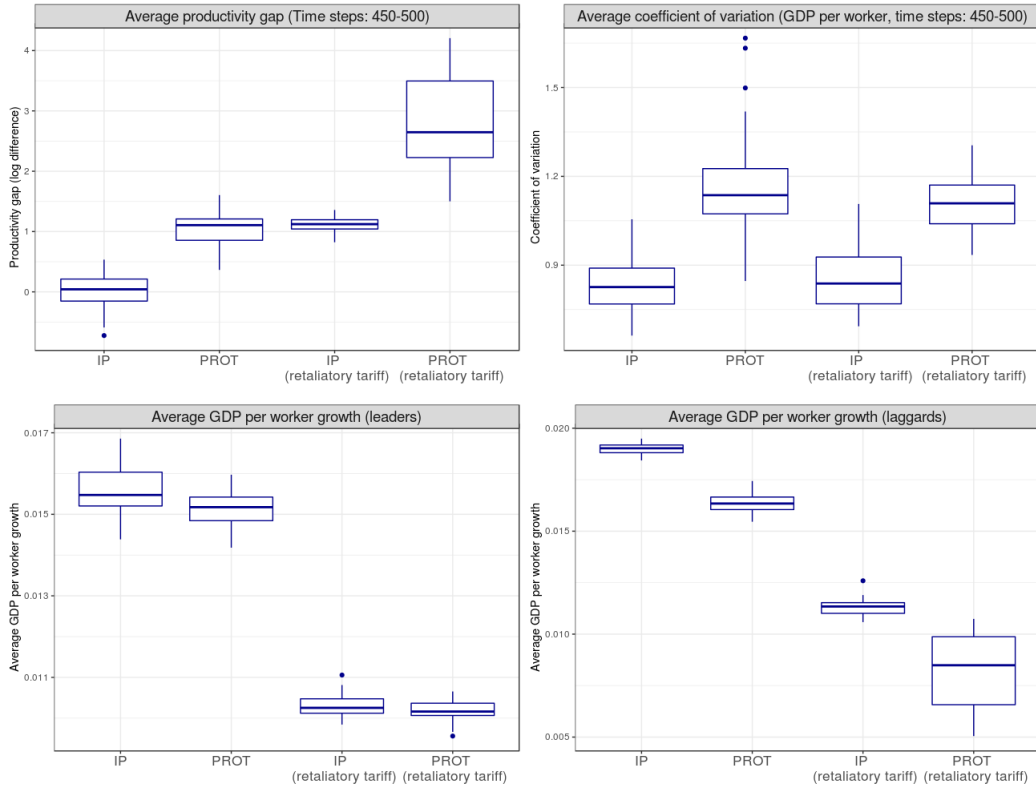 Average productivity gap (Time steps: 450-500)
Productivity gap (log difference)
4
3
2
1
0
IP
PROT
IP
(retaliatory tariff)
PROT
(retaliatory tariff)
Average coefficient of variation (GDP per worker, time steps: 450-500)
Coefficient of variation
1.5
1.2
0.9
IP
PROT
IP
(retaliatory tariff)
PROT
(retaliatory tariff)
Average GDP per worker growth (leaders)
Average GDP per worker growth
0.017
0.015
0.013
0.011
IP
PROT
IP
(retaliatory tariff)
PROT
(retaliatory tariff)
Average GDP per worker growth (laggards)
Average GDP per worker growth
0.020
0.015
0.010
0.005
IP
PROT
IP
(retaliatory tariff)
PROT
(retaliatory tariff)